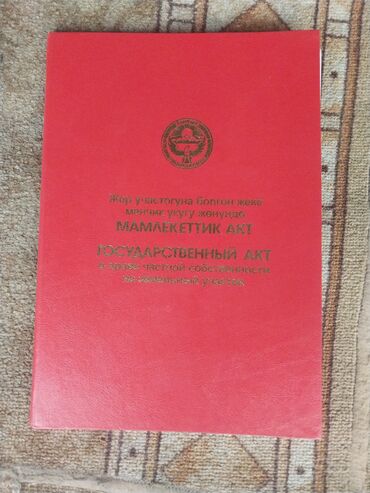 Жер участогуна болгон жеке
менчик укугу жөнүндө
МАМЛЕКЕТТИК АКТ
ГОСУДАРСТВЕННЫЙ АКТ
о праве частной собственности
на земельный участок